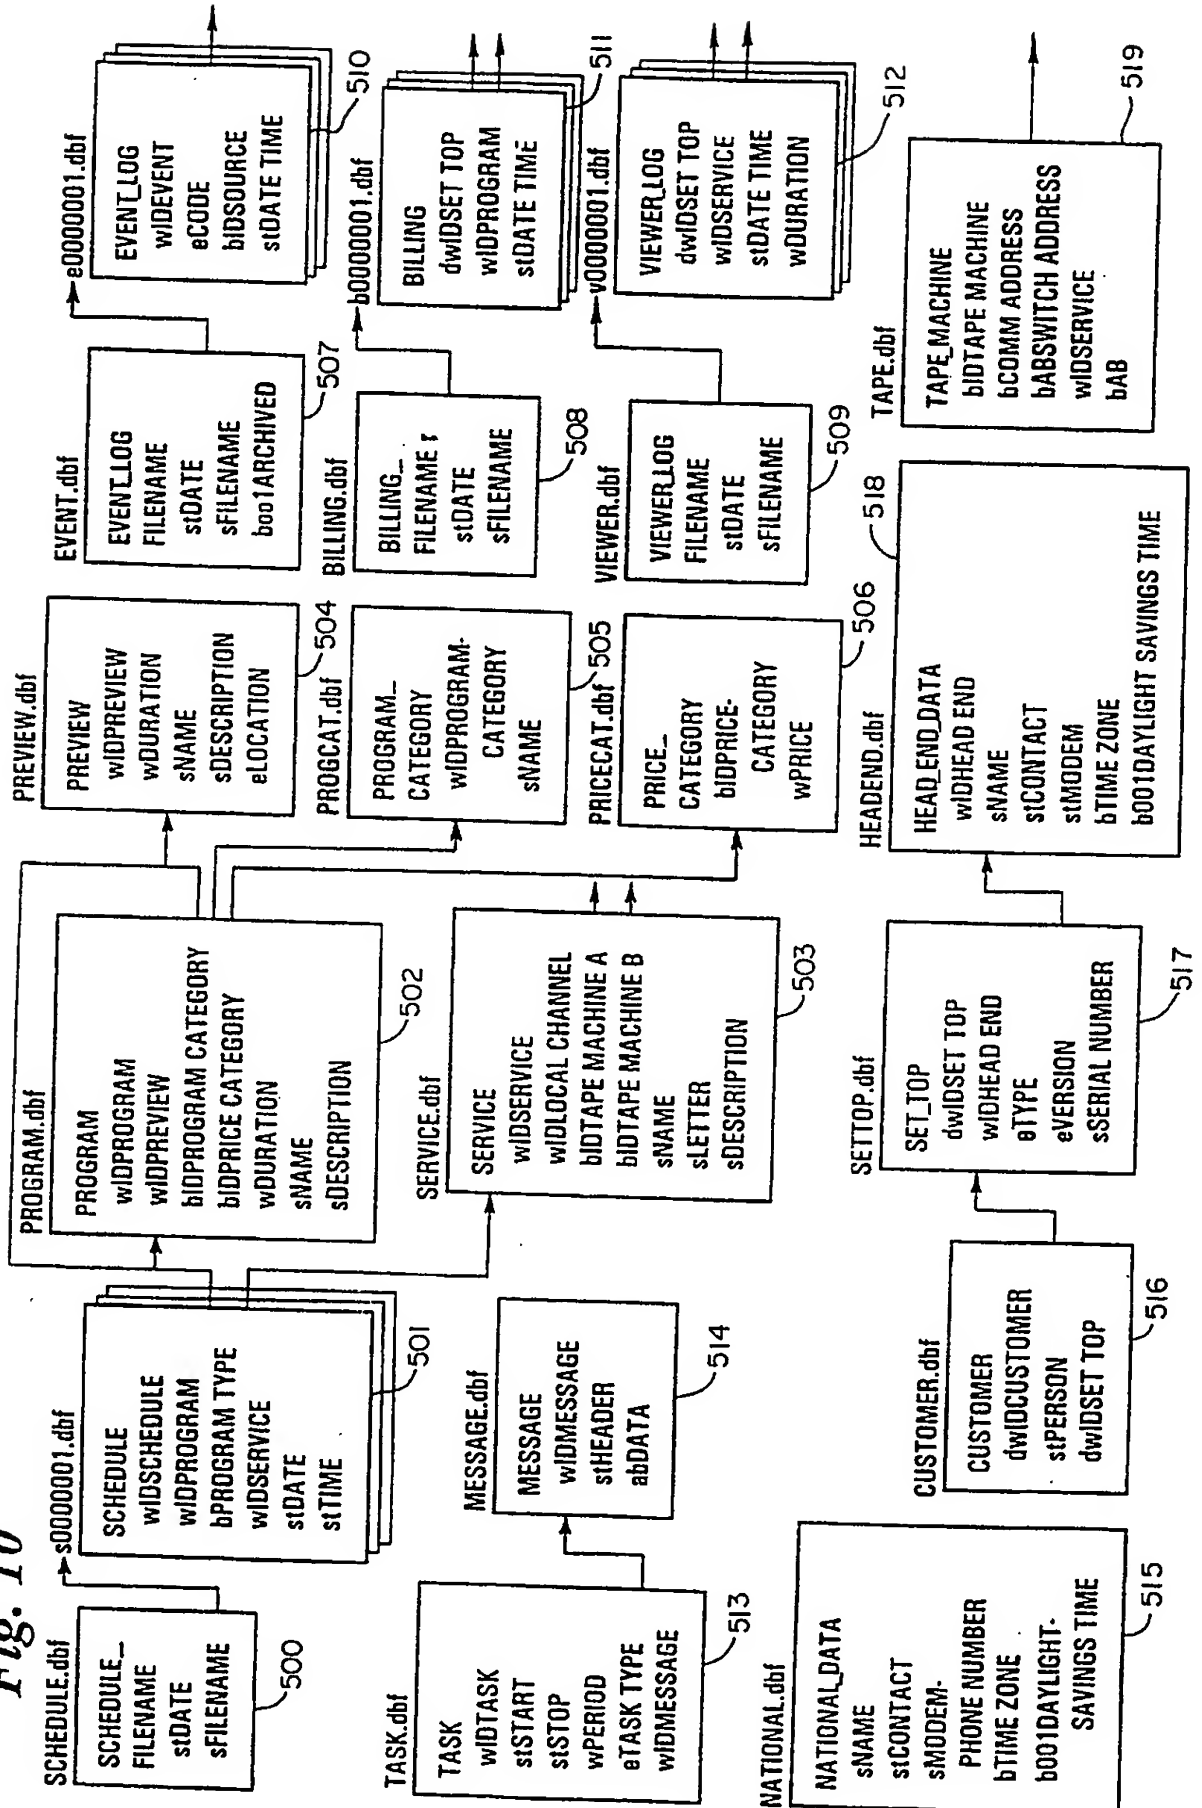 Fig. 10
SCHEDULE.dbf
SCHEDULE_
FILENAME
stDATE
sFILENAME
500
s0000001.dbf
SCHEDULE
wIDSCHEDULE
wIDPROGRAM
bPROGRAM TYPE
wIDSERVICE
stDATE
stTIME
501
PROGRAM.dbf
PROGRAM
wIDPROGRAM
wIDPREVIEW
bIDPROGRAM CATEGORY
bIDPRICE CATEGORY
wDURATION
sNAME
sDESCRIPTION
502
SERVICE.dbf
SERVICE
wIDSERVICE
wIDLOCAL CHANNEL
bIDTAPE MACHINE A
bIDTAPE MACHINE B
sNAME
sLETTER
sDESCRIPTION
503
PREVIEW.dbf
PREVIEW
wIDPREVIEW
wDURATION
sNAME
sDESCRIPTION
eLOCATION
504
PROGCAT.dbf
PROGRAM_
CATEGORY
wIDPROGRAM-
CATEGORY
sNAME
505
PRICECAT.dbf
PRICE_
CATEGORY
bIDPRICE-
CATEGORY
wPRICE
506
EVENT.dbf
EVENT_LOG
FILENAME
stDATE
sFILENAME
boo1ARCHIVED
507
BILLING.dbf
BILLING_
FILENAME
stDATE
sFILENAME
508
VIEWER.dbf
VIEWER_LOG
FILENAME
stDATE
sFILENAME
509
e0000001.dbf
EVENT_LOG
wIDEVENT
eCODE
bIDSOURCE
stDATE TIME
510
b0000001.dbf
BILLING
dwIDSET TOP
wIDPROGRAM
stDATE TIME
511
v0000001.dbf
VIEWER_LOG
dwIDSET TOP
wIDSERVICE
stDATE TIME
wDURATION
512
TASK.dbf
TASK
wIDTASK
stSTART
stSTOP
wPERIOD
eTASK TYPE
wIDMESSAGE
513
MESSAGE.dbf
MESSAGE
wIDMESSAGE
stHEADER
abDATA
514
NATIONAL.dbf
NATIONAL_DATA
sNAME
stCONTACT
sMODEM-
PHONE NUMBER
bTIME ZONE
b001DAYLIGHT-
SAVINGS TIME
515
CUSTOMER.dbf
CUSTOMER
dwIDCUSTOMER
stPERSON
dwIDSET TOP
516
SETTOP.dbf
SET_TOP
dwIDSET TOP
wIDHEAD END
eTYPE
eVERSION
sSERIAL NUMBER
517
HEADEND.dbf
HEAD_END_DATA
wIDHEAD END
sNAME
stCONTACT
stMODEM
bTIME ZONE
b001DAYLIGHT SAVINGS TIME
518
TAPE.dbf
TAPE_MACHINE
bIDTAPE MACHINE
bCOMM ADDRESS
bABSWITCH ADDRESS
wIDSERVICE
bAB
519